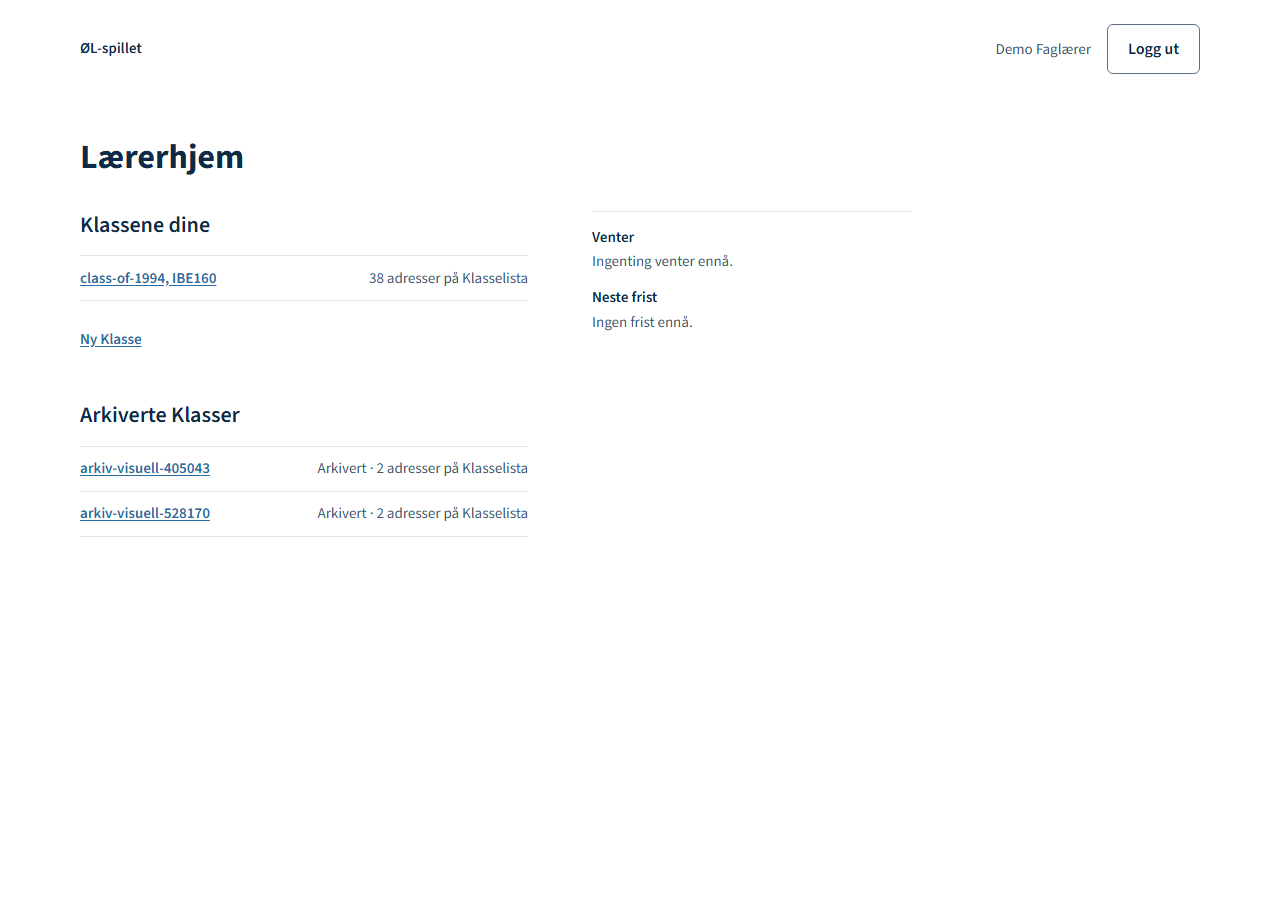 ØL-spillet
Demo Faglærer
Logg ut
Lærerhjem
Klassene dine
class-of-1994, IBE160
38 adresser på Klasselista
Ny Klasse
Arkiverte Klasser
arkiv-visuell-405043
Arkivert · 2 adresser på Klasselista
arkiv-visuell-528170
Arkivert · 2 adresser på Klasselista
Venter
Ingenting venter ennå.
Neste frist
Ingen frist ennå.